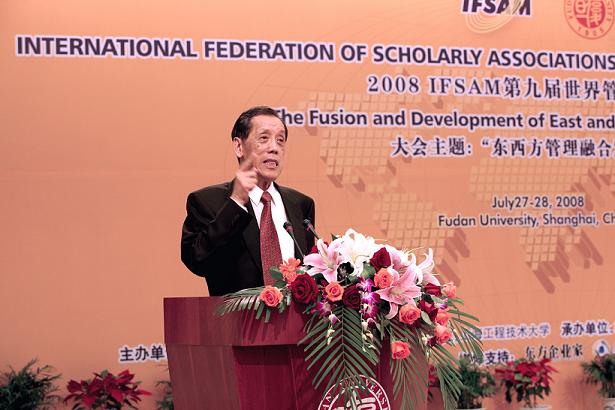 IFSAM
INTERNATIONAL FEDERATION OF SCHOLARLY ASSOCIATIONS
2008 IFSAM第九届世界管
The Fusion and Development of East and
大会主题：“东西方管理融合
July27-28, 2008
Fudan University, Shanghai, Ch
工程技术大学 承办单位:
主办单
支持: 东方企业家